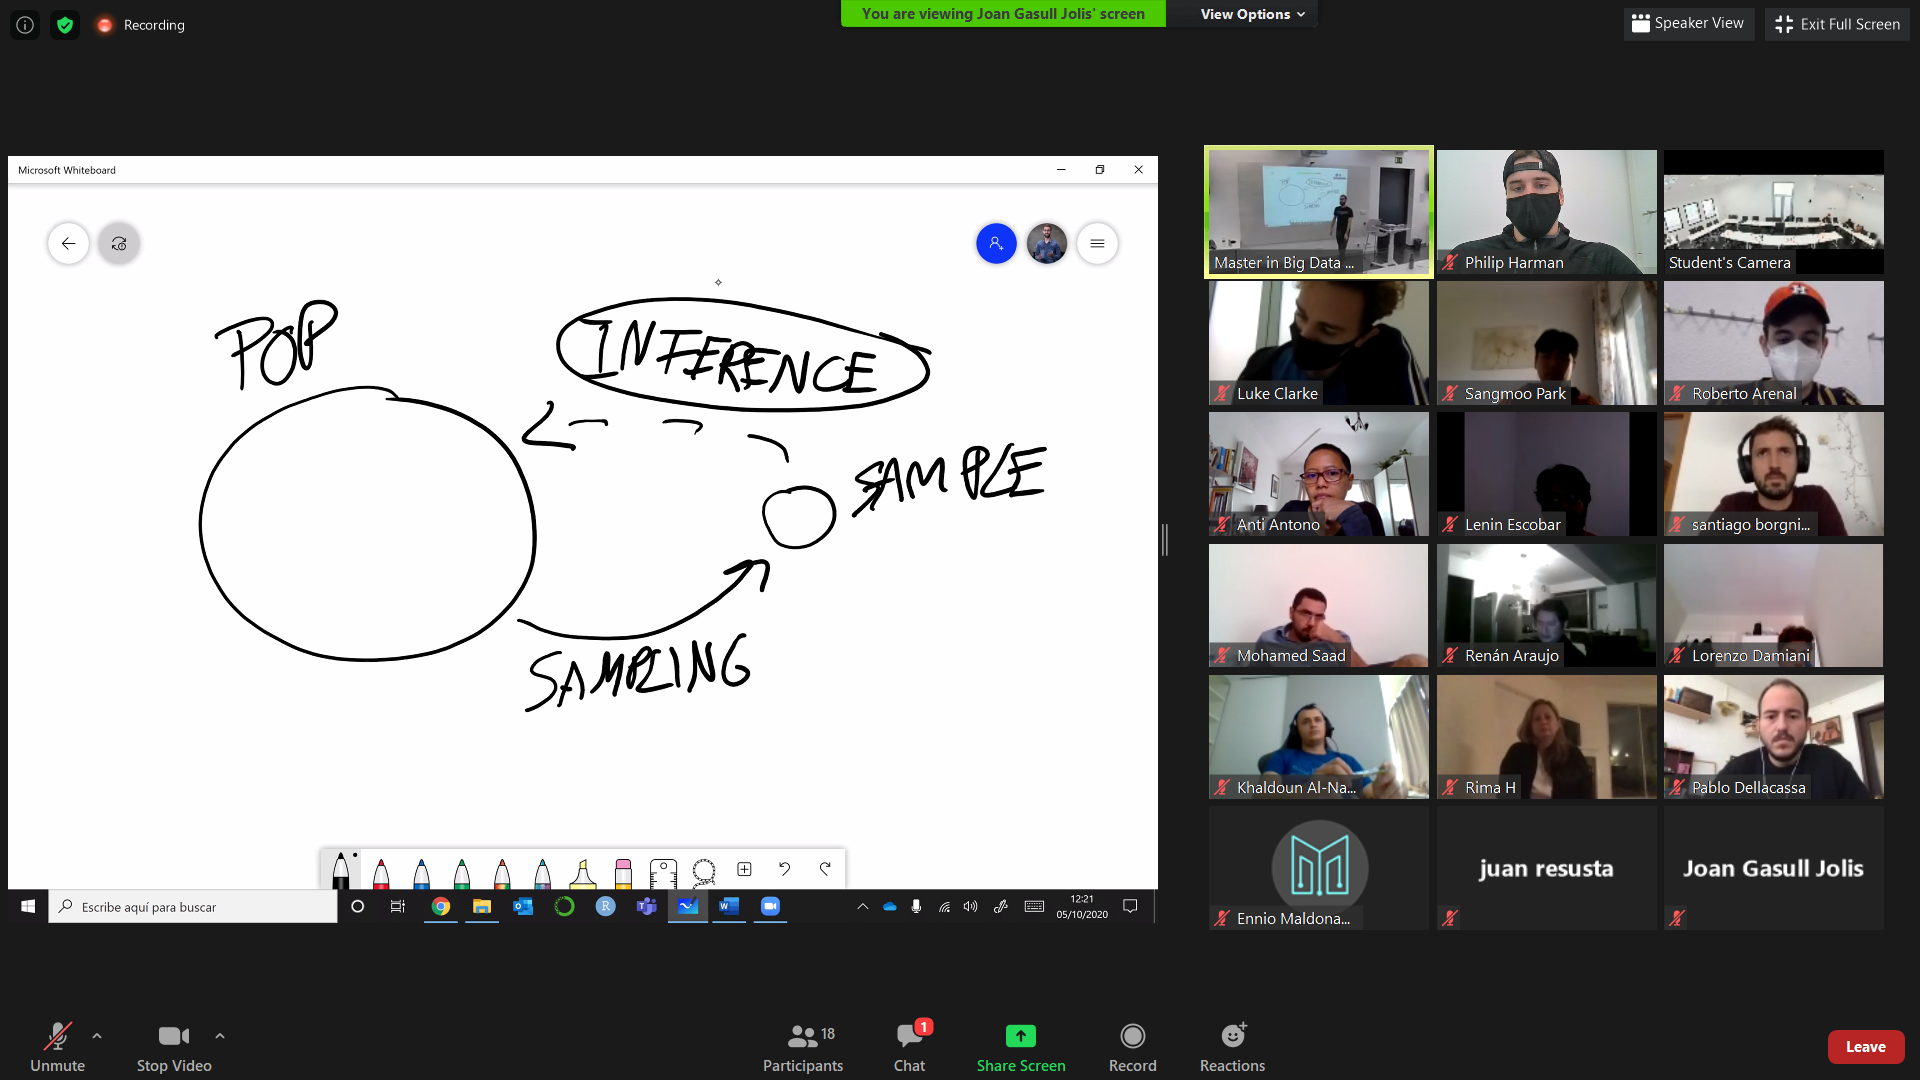 Recording
You are viewing Joan Gasull Jolis' screen
View Options
Speaker View
Exit Full Screen
Microsoft Whiteboard
POP
INFERENCE
SAMPLE
SAMPLING
Escribe aquí para buscar
12:21
05/10/2020
Master in Big Data ...
Philip Harman
Student's Camera
Luke Clarke
Sangmoo Park
Roberto Arenal
Anti Antono
Lenin Escobar
santiago borgni...
Mohamed Saad
Renán Araujo
Lorenzo Damiani
Khaldoun Al-Na...
Rima H
Pablo Dellacassa
Ennio Maldona...
juan resusta
Joan Gasull Jolis
Unmute
Stop Video
Participants
18
Chat
1
Share Screen
Record
Reactions
Leave